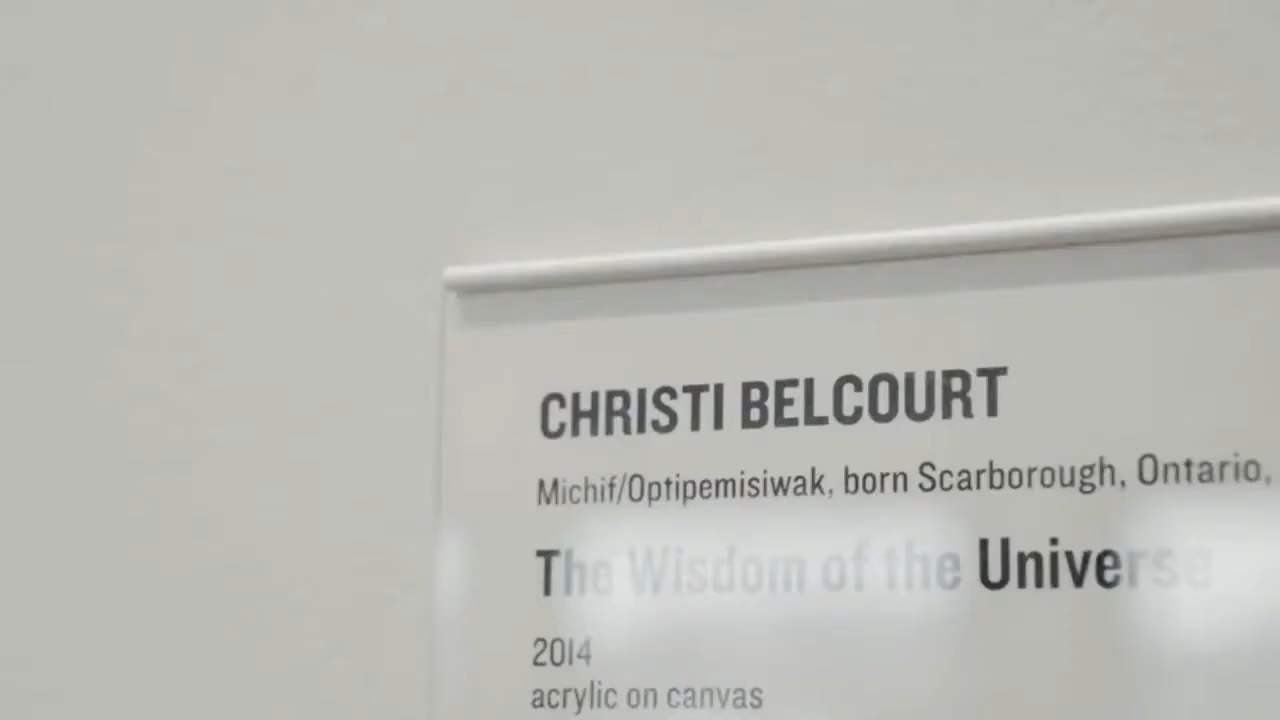 CHRISTI BELCOURT
Michif/Optipemisiwak, born Scarborough, Ontario,
The Wisdom of the Universe
2014
acrylic on canvas